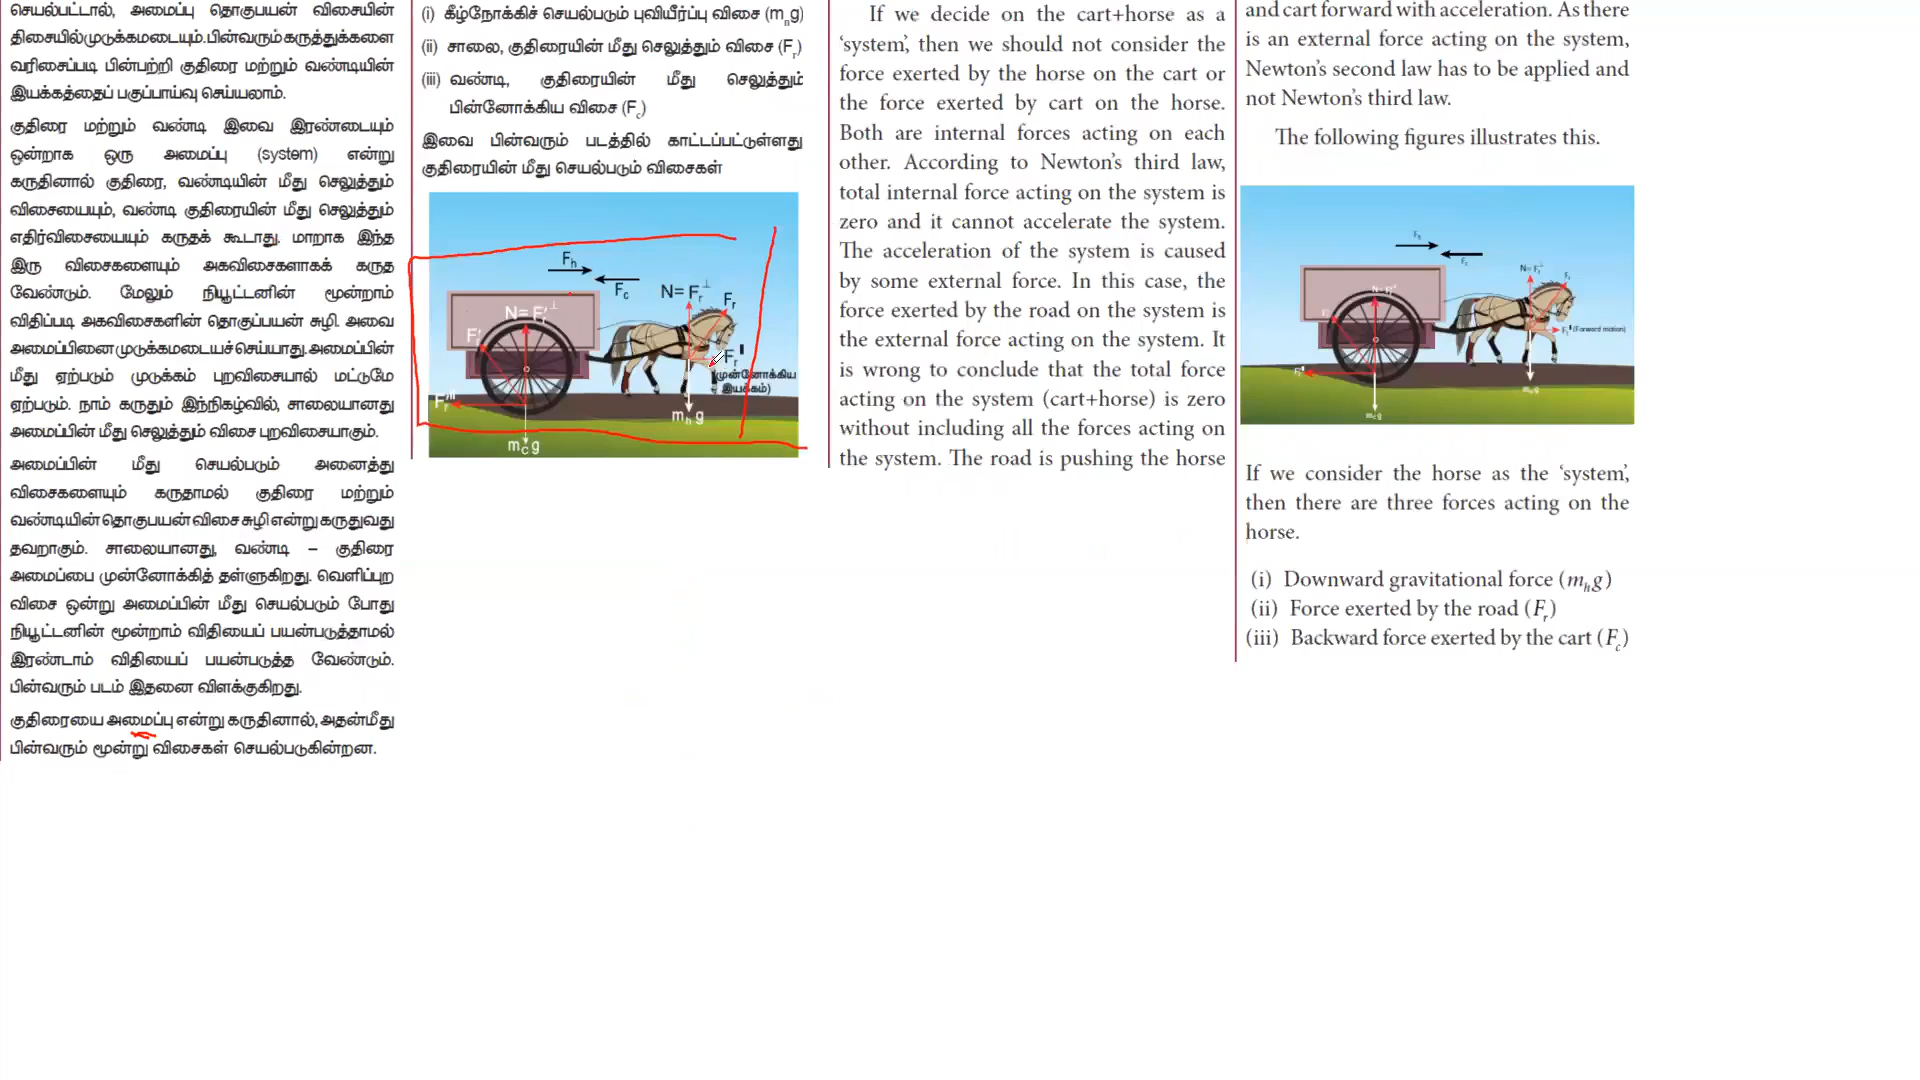 செயல்பட்டால், அமைப்பு தொகுபயன் விசையின்
திசையில் முடுக்கமடையும். பின்வரும் கருத்துக்களை
வரிசைப்படி பின்பற்றி குதிரை மற்றும் வண்டியின்
இயக்கத்தைப் பகுப்பாய்வு செய்யலாம்.
குதிரை மற்றும் வண்டி இவை இரண்டையும்
ஒன்றாக ஒரு அமைப்பு (system) என்று
கருதினால் குதிரை, வண்டியின் மீது செலுத்தும்
விசையையும், வண்டி குதிரையின் மீது செலுத்தும்
எதிர்விசையையும் கருதக் கூடாது. மாறாக இந்த
இரு விசைகளையும் அகவிசைகளாகக் கருத
வேண்டும். மேலும் நியூட்டனின் மூன்றாம்
விதிப்படி அகவிசைகளின் தொகுப்பயன் சுழி. அவை
அமைப்பினை முடுக்கமடையச் செய்யாது. அமைப்பின்
மீது ஏற்படும் முடுக்கம் புறவிசையால் மட்டுமே
ஏற்படும். நாம் கருதும் இந்நிகழ்வில், சாலையானது
அமைப்பின் மீது செலுத்தும் விசை புறவிசையாகும்.
அமைப்பின் மீது செயல்படும் அனைத்து
விசைகளையும் கருதாமல் குதிரை மற்றும்
வண்டியின் தொகுபயன் விசை சுழி என்று கருதுவது
தவறாகும். சாலையானது, வண்டி – குதிரை
அமைப்பை முன்னோக்கித் தள்ளுகிறது. வெளிப்புற
விசை ஒன்று அமைப்பின் மீது செயல்படும் போது
நியூட்டனின் மூன்றாம் விதியைப் பயன்படுத்தாமல்
இரண்டாம் விதியைப் பயன்படுத்த வேண்டும்.
பின்வரும் படம் இதனை விளக்குகிறது.
குதிரையை அமைப்பு என்று கருதினால், அதன்மீது
பின்வரும் மூன்று விசைகள் செயல்படுகின்றன.
(i) கீழ்நோக்கிச் செயல்படும் புவியீர்ப்பு விசை (mₙg)
(ii) சாலை, குதிரையின் மீது செலுத்தும் விசை (Fᵣ)
(iii) வண்டி, குதிரையின் மீது செலுத்தும்
பின்னோக்கிய விசை (F_c)
இவை பின்வரும் படத்தில் காட்டப்பட்டுள்ளது
குதிரையின் மீது செயல்படும் விசைகள்
F_h
F_c
N= Fᵣ⊥
Fᵣ
N= Fᵣ'⊥
Fᵣ'
(முன்னோக்கிய
இயக்கம்)
m_h g
m_c g
If we decide on the cart+horse as a
‘system’, then we should not consider the
force exerted by the horse on the cart or
the force exerted by cart on the horse.
Both are internal forces acting on each
other. According to Newton’s third law,
total internal force acting on the system is
zero and it cannot accelerate the system.
The acceleration of the system is caused
by some external force. In this case, the
force exerted by the road on the system is
the external force acting on the system. It
is wrong to conclude that the total force
acting on the system (cart+horse) is zero
without including all the forces acting on
the system. The road is pushing the horse
and cart forward with acceleration. As there
is an external force acting on the system,
Newton’s second law has to be applied and
not Newton’s third law.
The following figures illustrates this.
(Forward motion)
If we consider the horse as the ‘system’,
then there are three forces acting on the
horse.
(i) Downward gravitational force (m_h g)
(ii) Force exerted by the road (Fᵣ)
(iii) Backward force exerted by the cart (F_c)